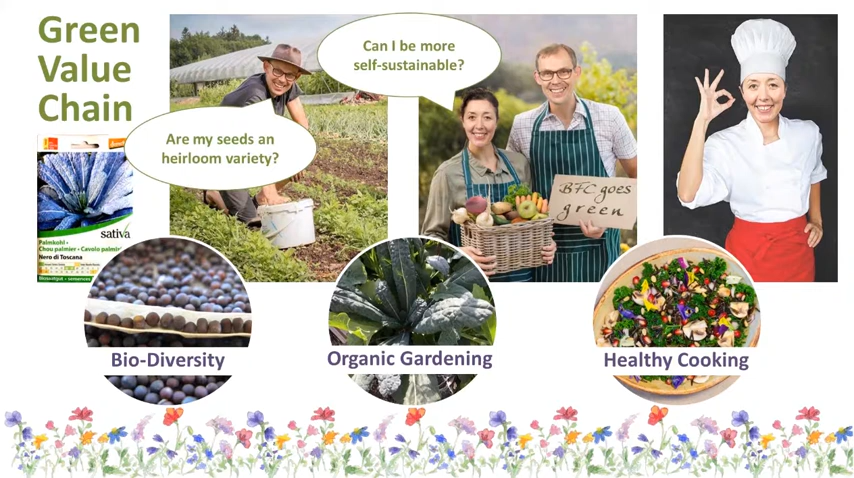 Green
Value
Chain
Can I be more
self-sustainable?
Are my seeds an
heirloom variety?
BFC goes
green
sativa
Palmkohl •
Chou palmier • Cavolo palmizio
Nero di Toscana
Bio-Diversity
Organic Gardening
Healthy Cooking